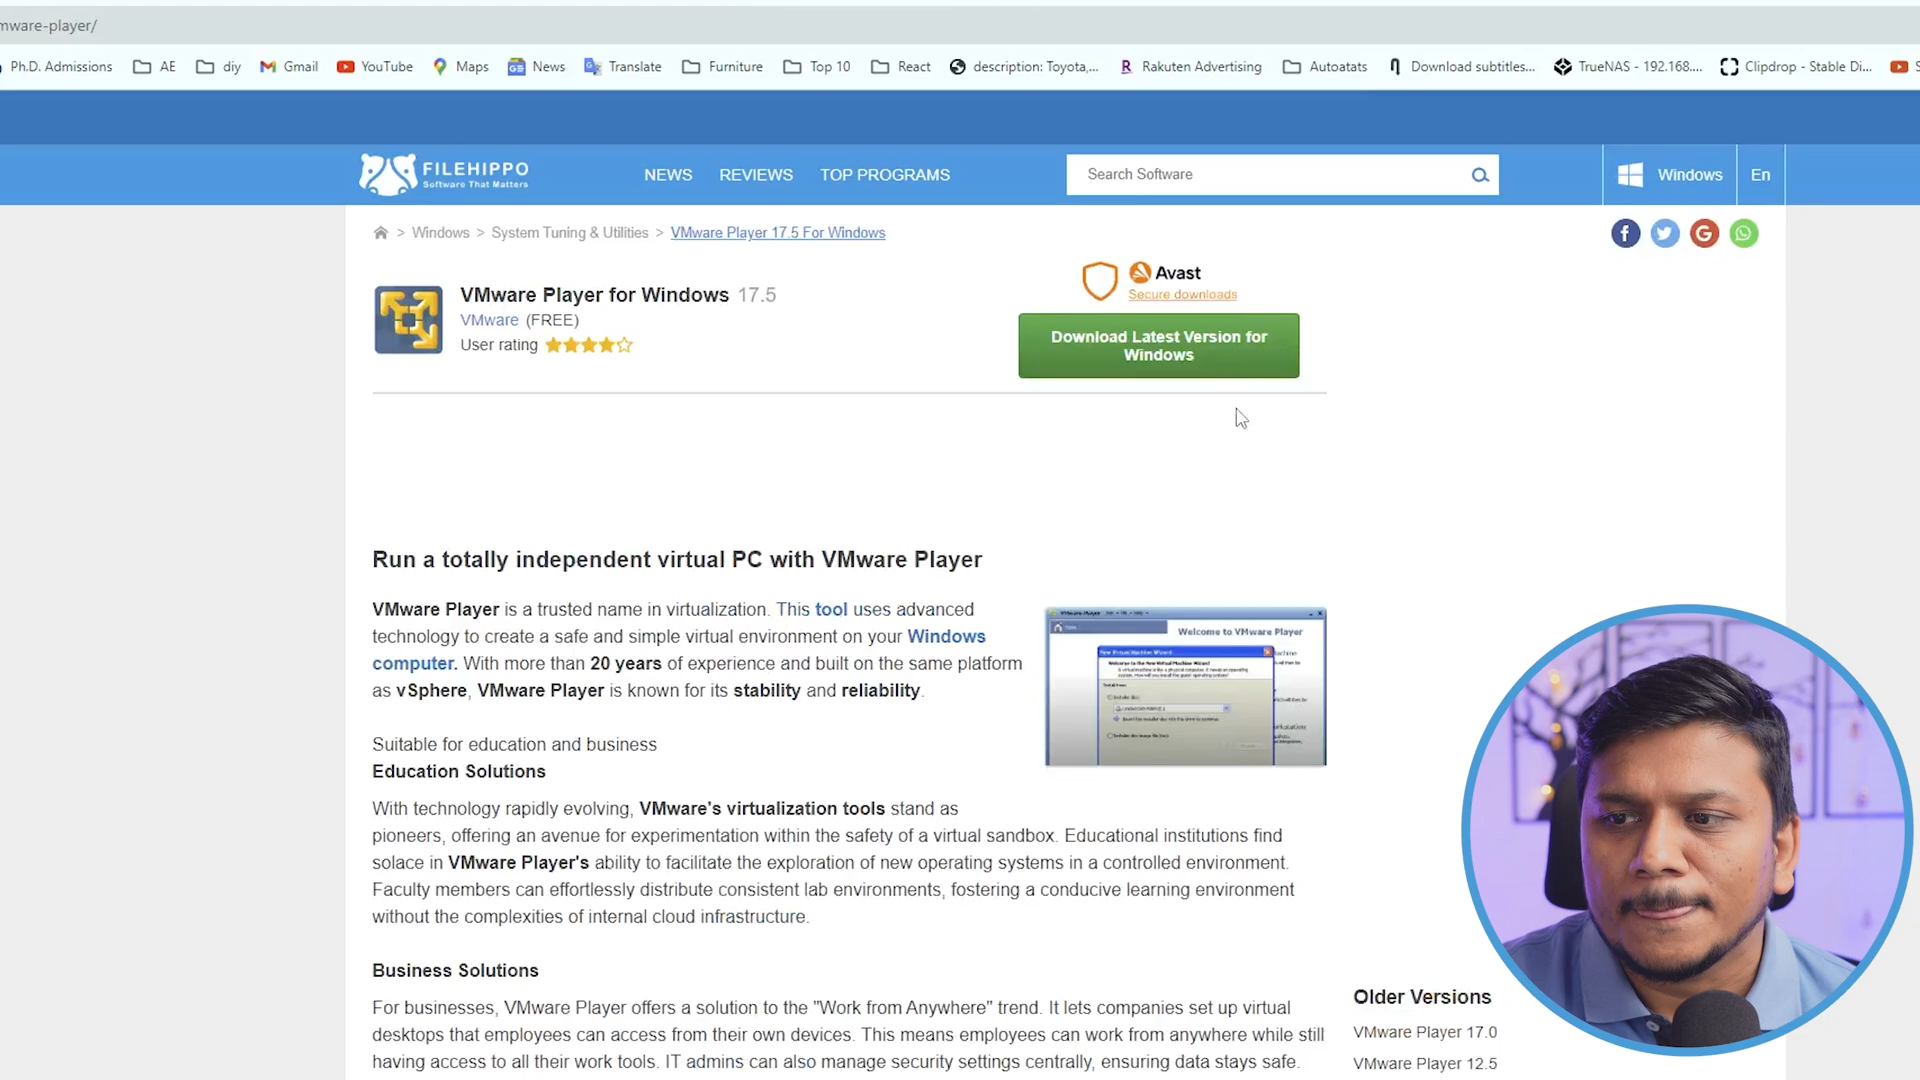 mware-player/
Ph.D. Admissions AE diy Gmail YouTube Maps News Translate Furniture Top 10 React description: Toyota,... Rakuten Advertising Autoatats Download subtitles... TrueNAS - 192.168.... Clipdrop - Stable Di... S
FILEHIPPO
Software That Matters
NEWS REVIEWS TOP PROGRAMS
Search Software
Windows En
> Windows > System Tuning & Utilities > VMware Player 17.5 For Windows
Avast
Secure downloads
VMware Player for Windows 17.5
VMware (FREE)
User rating
Download Latest Version for
Windows
Run a totally independent virtual PC with VMware Player
VMware Player is a trusted name in virtualization. This tool uses advanced
technology to create a safe and simple virtual environment on your Windows
computer. With more than 20 years of experience and built on the same platform
as vSphere, VMware Player is known for its stability and reliability.
Welcome to VMware Player
New Virtual Machine Wizard
Suitable for education and business
Education Solutions
With technology rapidly evolving, VMware's virtualization tools stand as
pioneers, offering an avenue for experimentation within the safety of a virtual sandbox. Educational institutions find
solace in VMware Player's ability to facilitate the exploration of new operating systems in a controlled environment.
Faculty members can effortlessly distribute consistent lab environments, fostering a conducive learning environment
without the complexities of internal cloud infrastructure.
Business Solutions
For businesses, VMware Player offers a solution to the "Work from Anywhere" trend. It lets companies set up virtual
desktops that employees can access from their own devices. This means employees can work from anywhere while still
having access to all their work tools. IT admins can also manage security settings centrally, ensuring data stays safe.
Older Versions
VMware Player 17.0
VMware Player 12.5